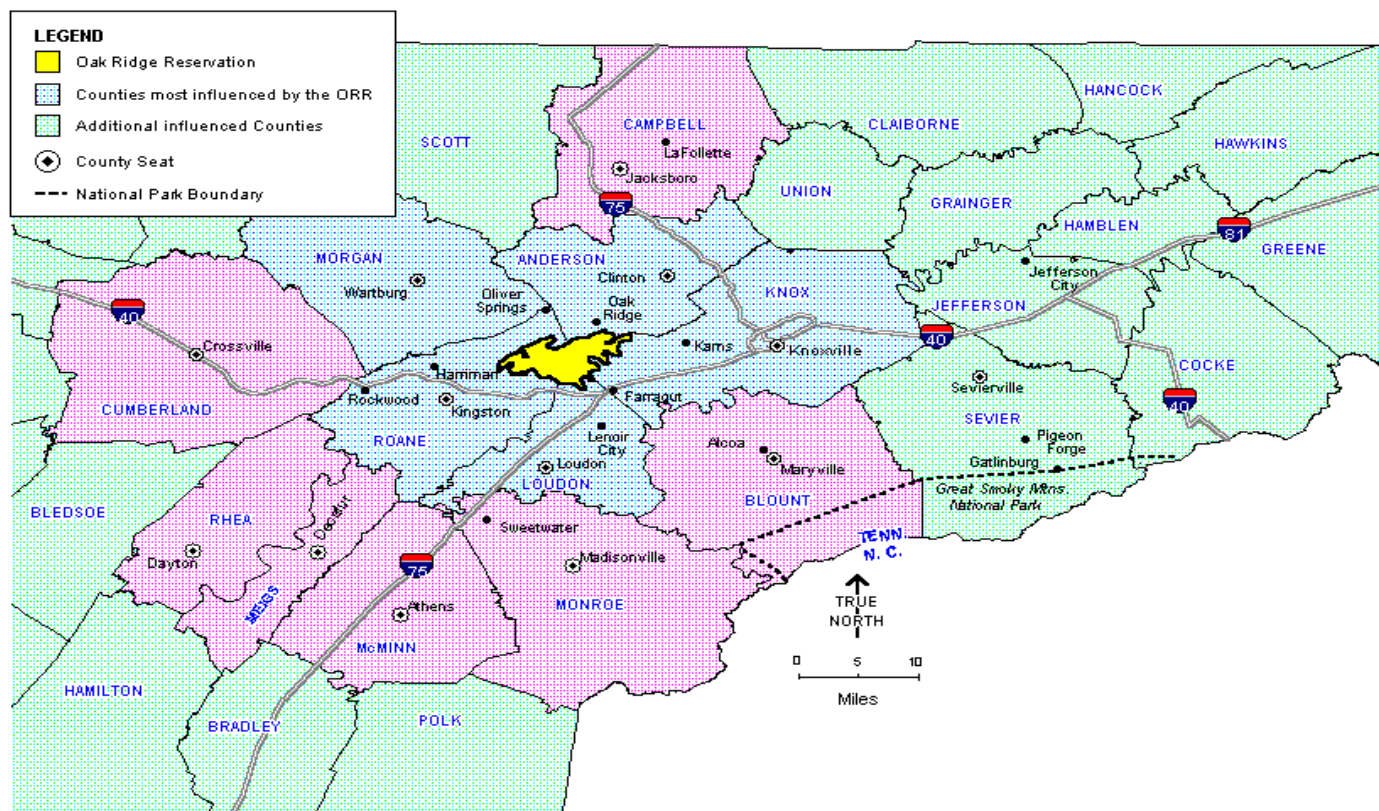 LEGEND
Oak Ridge Reservation
Counties most influenced by the ORR
Additional influenced Counties
County Seat
National Park Boundary
SCOTT
CAMPBELL
LaFollette
Jacksboro
75
CLAIBORNE
HANCOCK
HAWKINS
UNION
GRAINGER
HAMBLEN
81
GREENE
MORGAN
Wartburg
ANDERSON
Clinton
Oliver
Springs
Oak
Ridge
KNOX
Karns
Knoxville
JEFFERSON
Jefferson
City
40
40
Crossville
CUMBERLAND
Harriman
Rockwood
Kingston
ROANE
Farragut
Lenoir
City
Loudon
LOUDON
Alcoa
Maryville
BLOUNT
Sevierville
SEVIER
Pigeon
Forge
Gatlinburg
Great Smoky Mtns.
National Park
COCKE
40
BLEDSOE
RHEA
Decatur
Dayton
MEIGS
Sweetwater
Madisonville
MONROE
75
Athens
McMINN
TENN.
N. C.
TRUE
NORTH
0 5 10
Miles
HAMILTON
BRADLEY
POLK